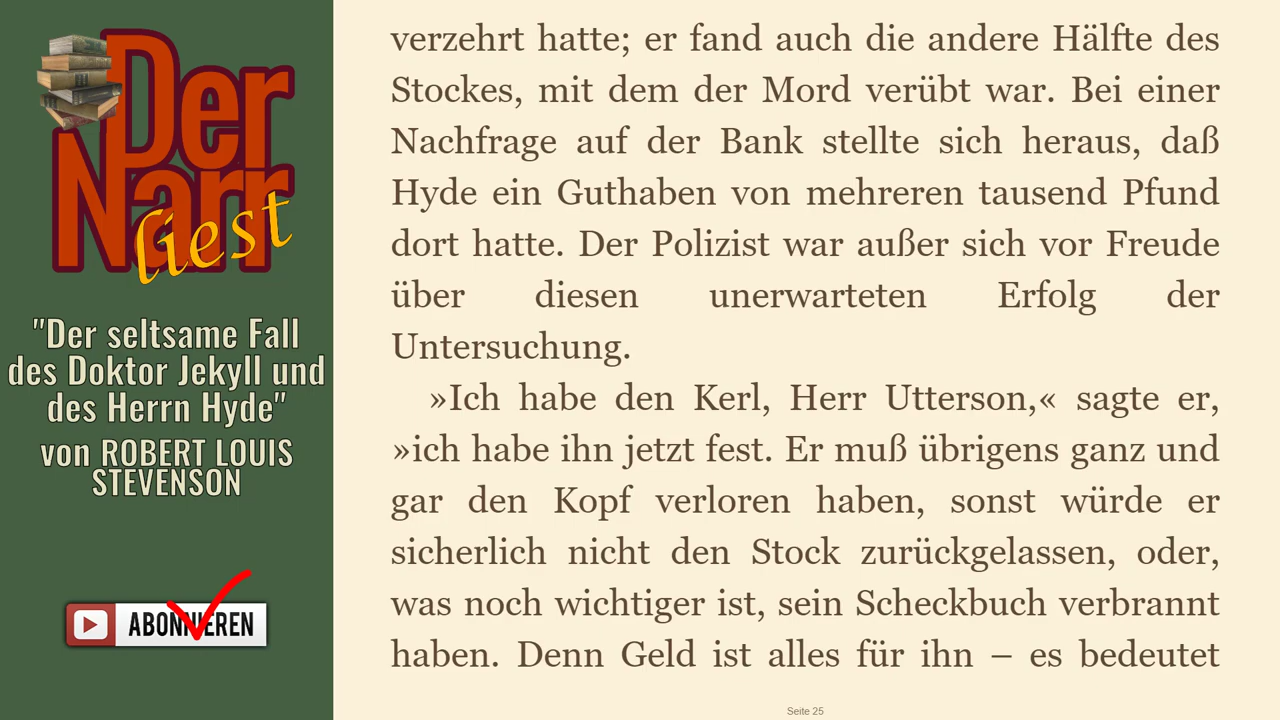 Der
Narr
liest
"Der seltsame Fall
des Doktor Jekyll und
des Herrn Hyde"
von ROBERT LOUIS
STEVENSON
ABONNIEREN
verzehrt hatte; er fand auch die andere Hälfte des
Stockes, mit dem der Mord verübt war. Bei einer
Nachfrage auf der Bank stellte sich heraus, daß
Hyde ein Guthaben von mehreren tausend Pfund
dort hatte. Der Polizist war außer sich vor Freude
über diesen unerwarteten Erfolg der
Untersuchung.
»Ich habe den Kerl, Herr Utterson,« sagte er,
»ich habe ihn jetzt fest. Er muß übrigens ganz und
gar den Kopf verloren haben, sonst würde er
sicherlich nicht den Stock zurückgelassen, oder,
was noch wichtiger ist, sein Scheckbuch verbrannt
haben. Denn Geld ist alles für ihn – es bedeutet
Seite 25